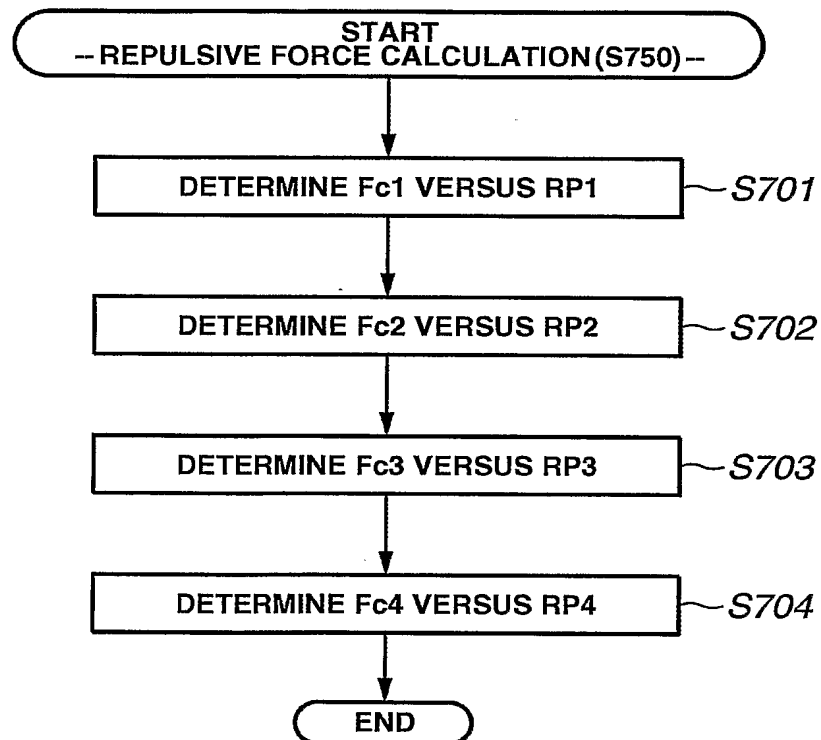 START
-- REPULSIVE FORCE CALCULATION (S750) --
DETERMINE Fc1 VERSUS RP1
S701
DETERMINE Fc2 VERSUS RP2
S702
DETERMINE Fc3 VERSUS RP3
S703
DETERMINE Fc4 VERSUS RP4
S704
END